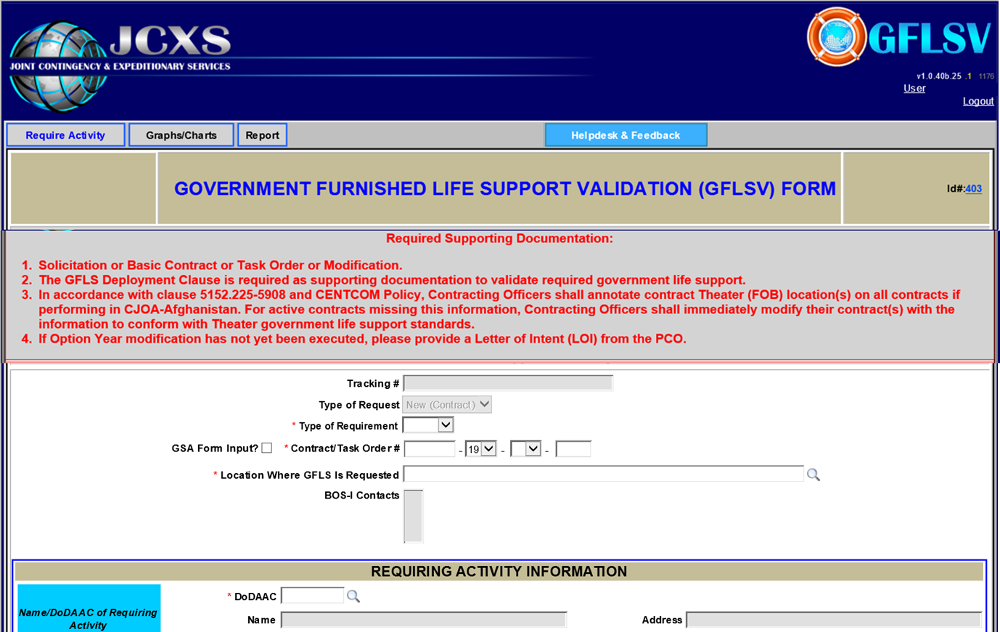 JCXS
JOINT CONTINGENCY & EXPEDITIONARY SERVICES
GFLSV
v1.0.40b.25 .1 1176
User
Logout
Require Activity Graphs/Charts Report Helpdesk & Feedback
GOVERNMENT FURNISHED LIFE SUPPORT VALIDATION (GFLSV) FORM Id#:403
Required Supporting Documentation:
1. Solicitation or Basic Contract or Task Order or Modification.
2. The GFLS Deployment Clause is required as supporting documentation to validate required government life support.
3. In accordance with clause 5152.225-5908 and CENTCOM Policy, Contracting Officers shall annotate contract Theater (FOB) location(s) on all contracts if
performing in CJOA-Afghanistan. For active contracts missing this information, Contracting Officers shall immediately modify their contract(s) with the
information to conform with Theater government life support standards.
4. If Option Year modification has not yet been executed, please provide a Letter of Intent (LOI) from the PCO.
Tracking #
Type of Request New (Contract)
* Type of Requirement
GSA Form Input? * Contract/Task Order # - 19 - -
* Location Where GFLS Is Requested
BOS-I Contacts
REQUIRING ACTIVITY INFORMATION
* DoDAAC
Name/DoDAAC of Requiring
Activity
Name Address